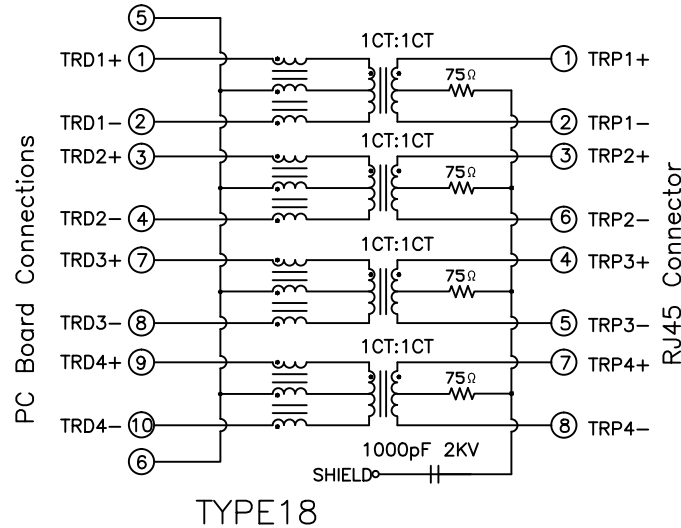 5
1CT:1CT
TRD1+ 1 1 TRP1+
75Ω
TRD1- 2 2 TRP1-
1CT:1CT
TRD2+ 3 3 TRP2+
75Ω
TRD2- 4 6 TRP2-
1CT:1CT
TRD3+ 7 4 TRP3+
75Ω
TRD3- 8 5 TRP3-
1CT:1CT
TRD4+ 9 7 TRP4+
75Ω
TRD4- 10 8 TRP4-
6
1000pF 2KV
SHIELD
PC Board Connections
RJ45 Connector
TYPE18